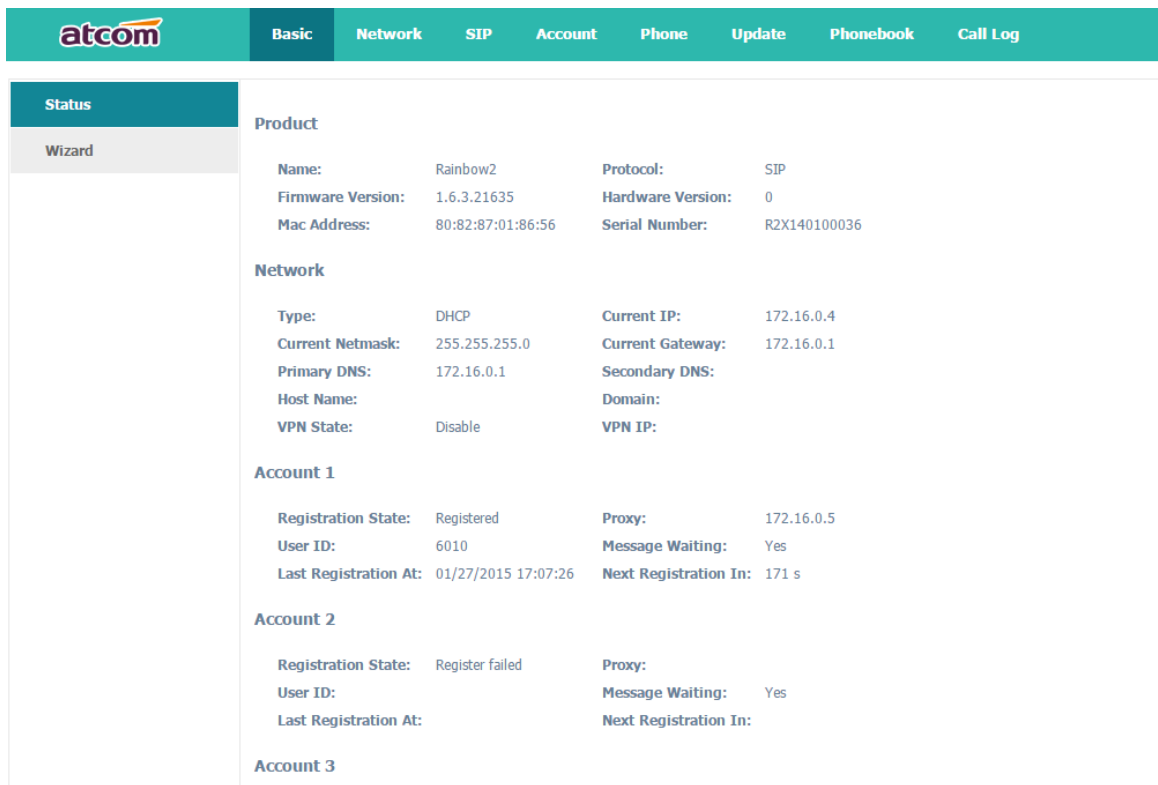 atcom Basic Network SIP Account Phone Update Phonebook Call Log
Status
Wizard
Product
Name: Rainbow2 Protocol: SIP
Firmware Version: 1.6.3.21635 Hardware Version: 0
Mac Address: 80:82:87:01:86:56 Serial Number: R2X140100036
Network
Type: DHCP Current IP: 172.16.0.4
Current Netmask: 255.255.255.0 Current Gateway: 172.16.0.1
Primary DNS: 172.16.0.1 Secondary DNS:
Host Name: Domain:
VPN State: Disable VPN IP:
Account 1
Registration State: Registered Proxy: 172.16.0.5
User ID: 6010 Message Waiting: Yes
Last Registration At: 01/27/2015 17:07:26 Next Registration In: 171 s
Account 2
Registration State: Register failed Proxy:
User ID: Message Waiting: Yes
Last Registration At: Next Registration In:
Account 3